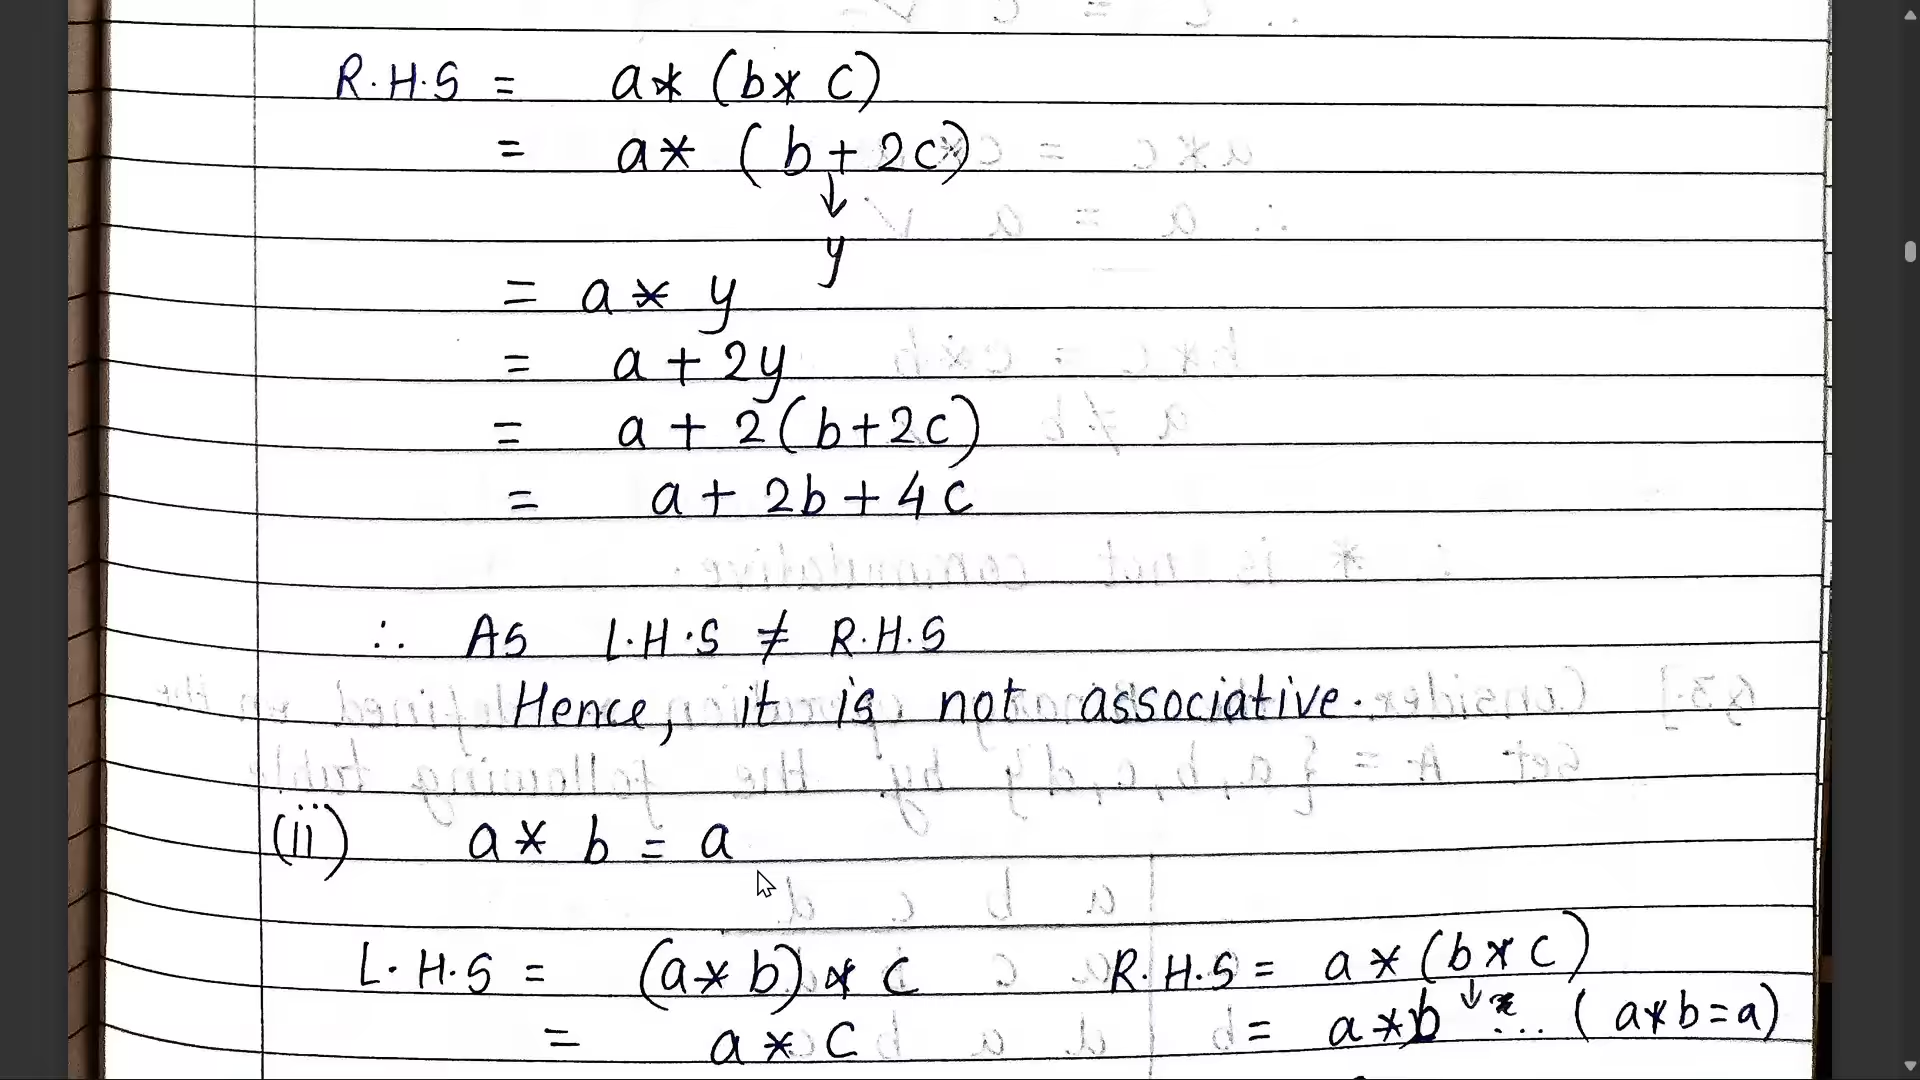 R.H.S = a* (b* c)
= a* (b+2c)
↓
y
= a * y
= a + 2y
= a + 2(b+2c)
= a + 2b + 4c
∴ As L.H.S ≠ R.H.S
Hence, it is not associative.
(ii) a * b = a
L.H.S = (a * b) * c R.H.S = a * (b * c)
= a * c = a * b ... (a*b=a)